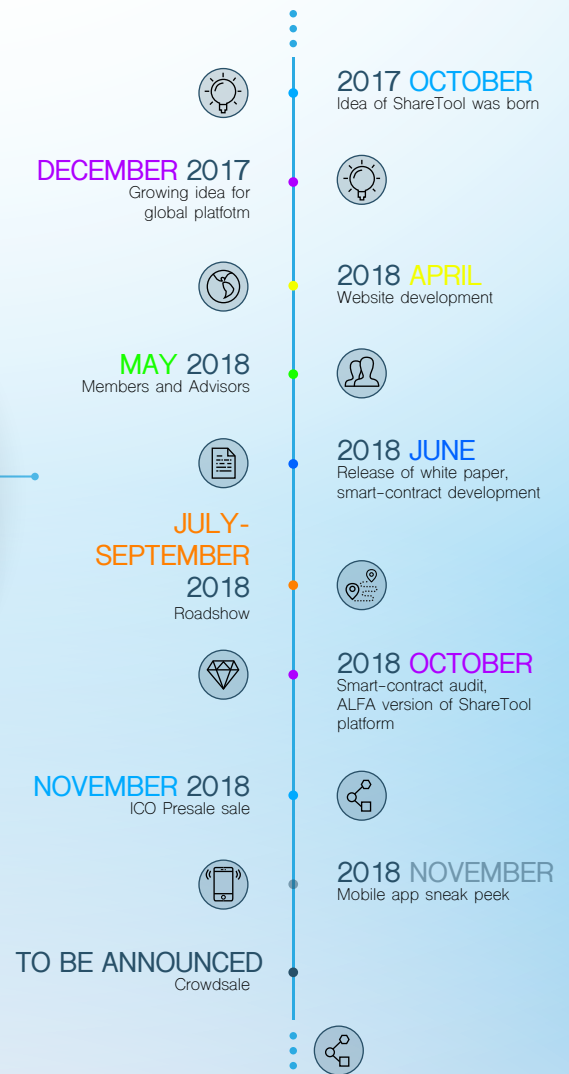 2017 OCTOBER
Idea of ShareTool was born
DECEMBER 2017
Growing idea for
global platfotm
2018 APRIL
Website development
MAY 2018
Members and Advisors
2018 JUNE
Release of white paper,
smart-contract development
JULY-
SEPTEMBER
2018
Roadshow
2018 OCTOBER
Smart-contract audit,
ALFA version of ShareTool
platform
NOVEMBER 2018
ICO Presale sale
2018 NOVEMBER
Mobile app sneak peek
TO BE ANNOUNCED
Crowdsale